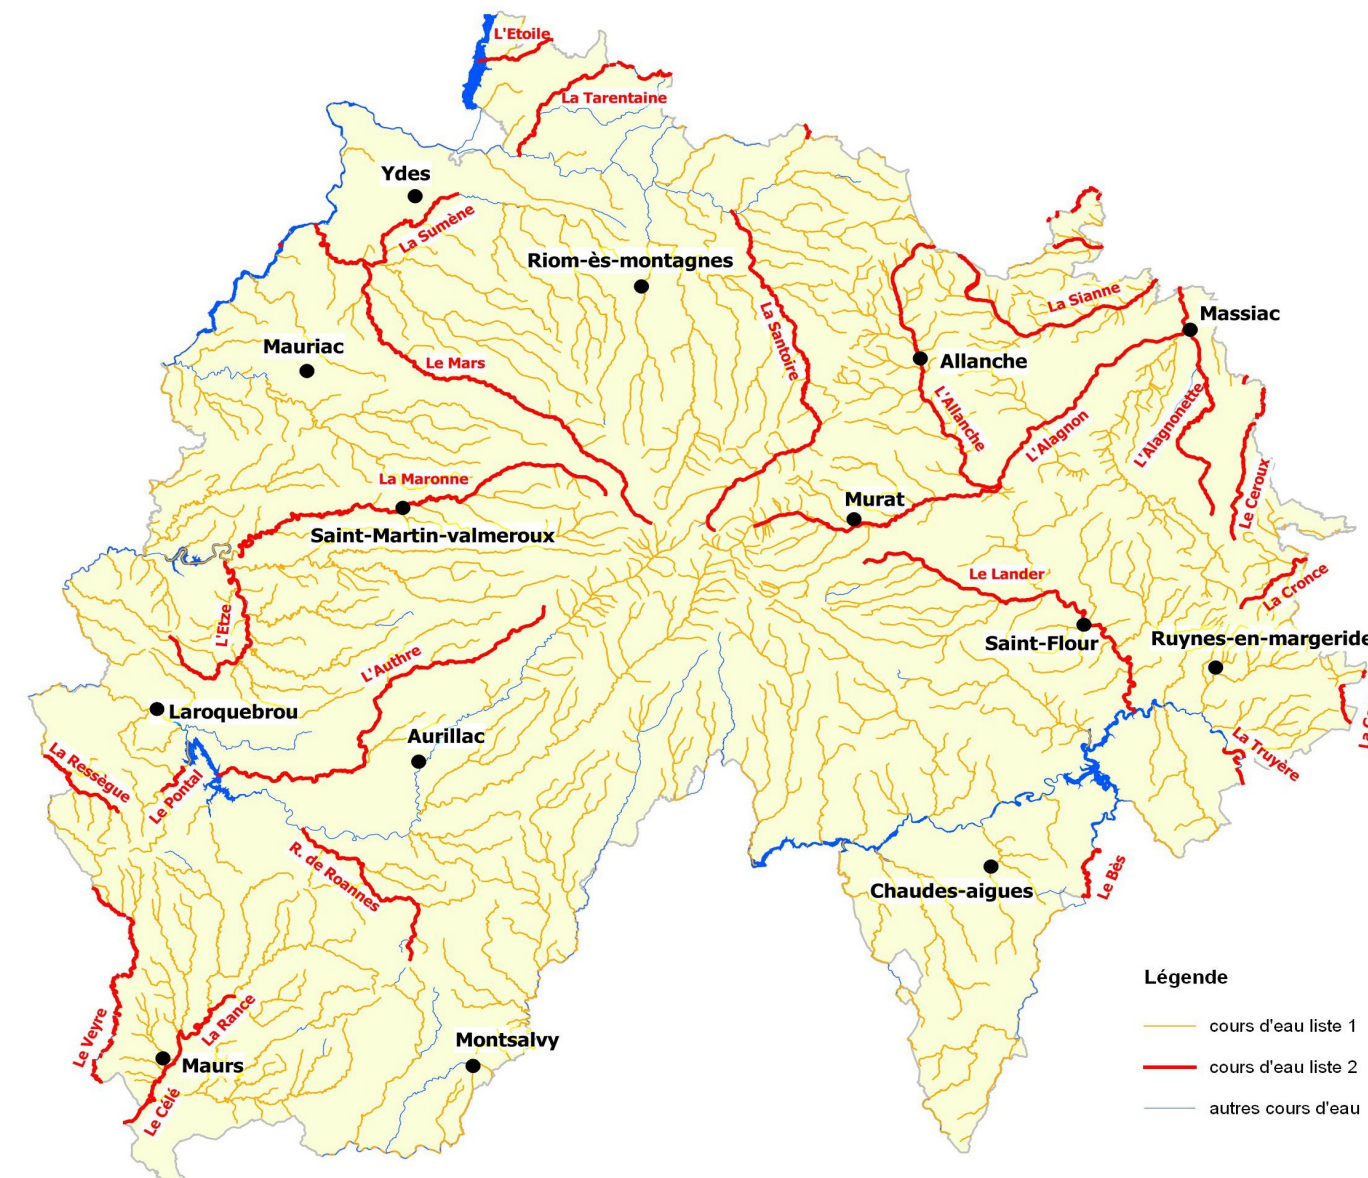 L'Etoile
La Tarentaine
Ydes
La Sumène
Riom-ès-montagnes
La Sianne
Massiac
La Santoire
Mauriac
Le Mars
Allanche
L'Allanche
L'Alagnon
L'Alagnonette
La Maronne
Le Ceroux
Murat
Saint-Martin-valmeroux
Le Lander
La Cronce
L'Etze
Saint-Flour
Ruynes-en-margeride
L'Authre
Laroquebrou
Aurillac
La Truyère
La Ressègue
Le Pontal
R. de Roannes
Chaudes-aigues
Le Bès
Légende
La Rance
cours d'eau liste 1
Le Veyre
Montsalvy
Maurs
cours d'eau liste 2
Le Célé
autres cours d'eau